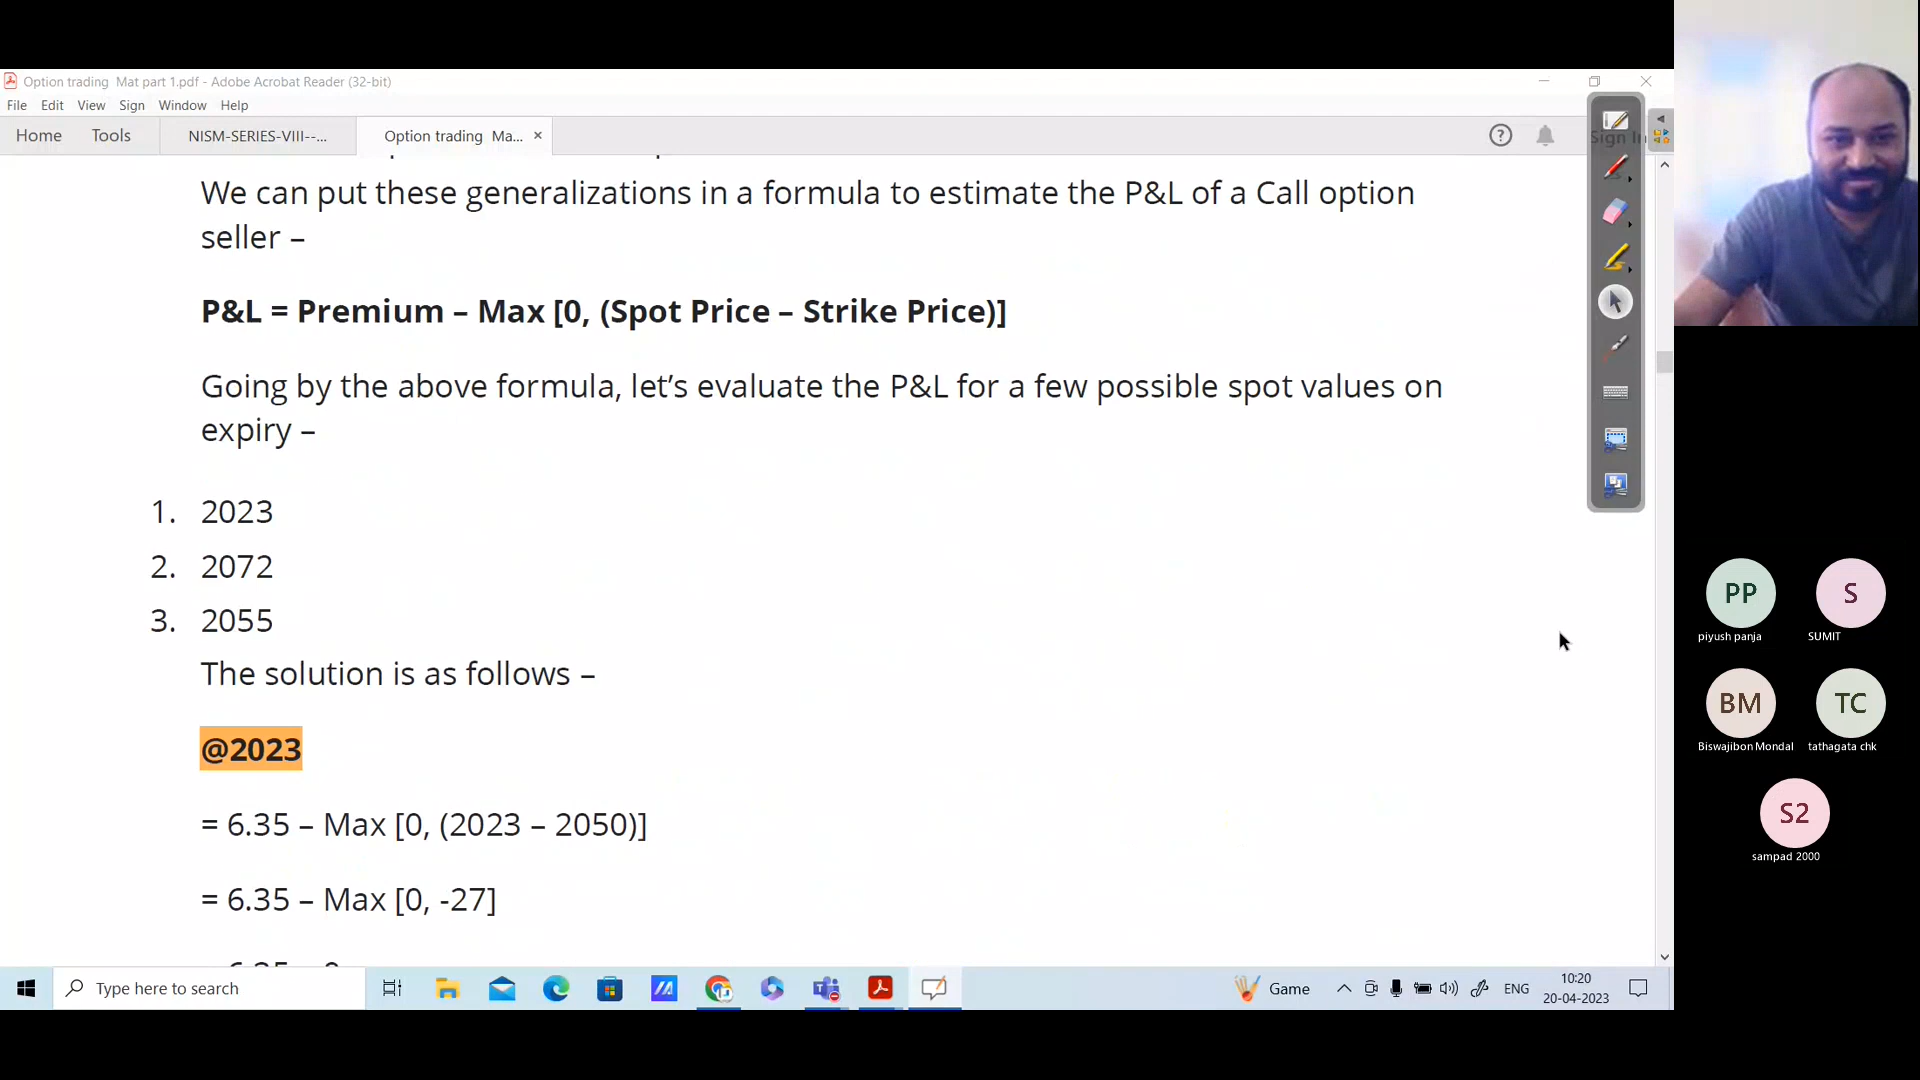 Option trading Mat part 1.pdf - Adobe Acrobat Reader (32-bit)
File Edit View Sign Window Help
Home Tools NISM-SERIES-VIII--... Option trading Ma... ×
Sign In
We can put these generalizations in a formula to estimate the P&L of a Call option
seller –
P&L = Premium – Max [0, (Spot Price – Strike Price)]
Going by the above formula, let’s evaluate the P&L for a few possible spot values on
expiry –
1. 2023
2. 2072
3. 2055
The solution is as follows –
@2023
= 6.35 – Max [0, (2023 – 2050)]
= 6.35 – Max [0, -27]
PP
piyush panja
S
SUMIT
BM
Biswajibon Mondal
TC
tathagata chk
S2
sampad 2000
Type here to search
Game
ENG
10:20
20-04-2023